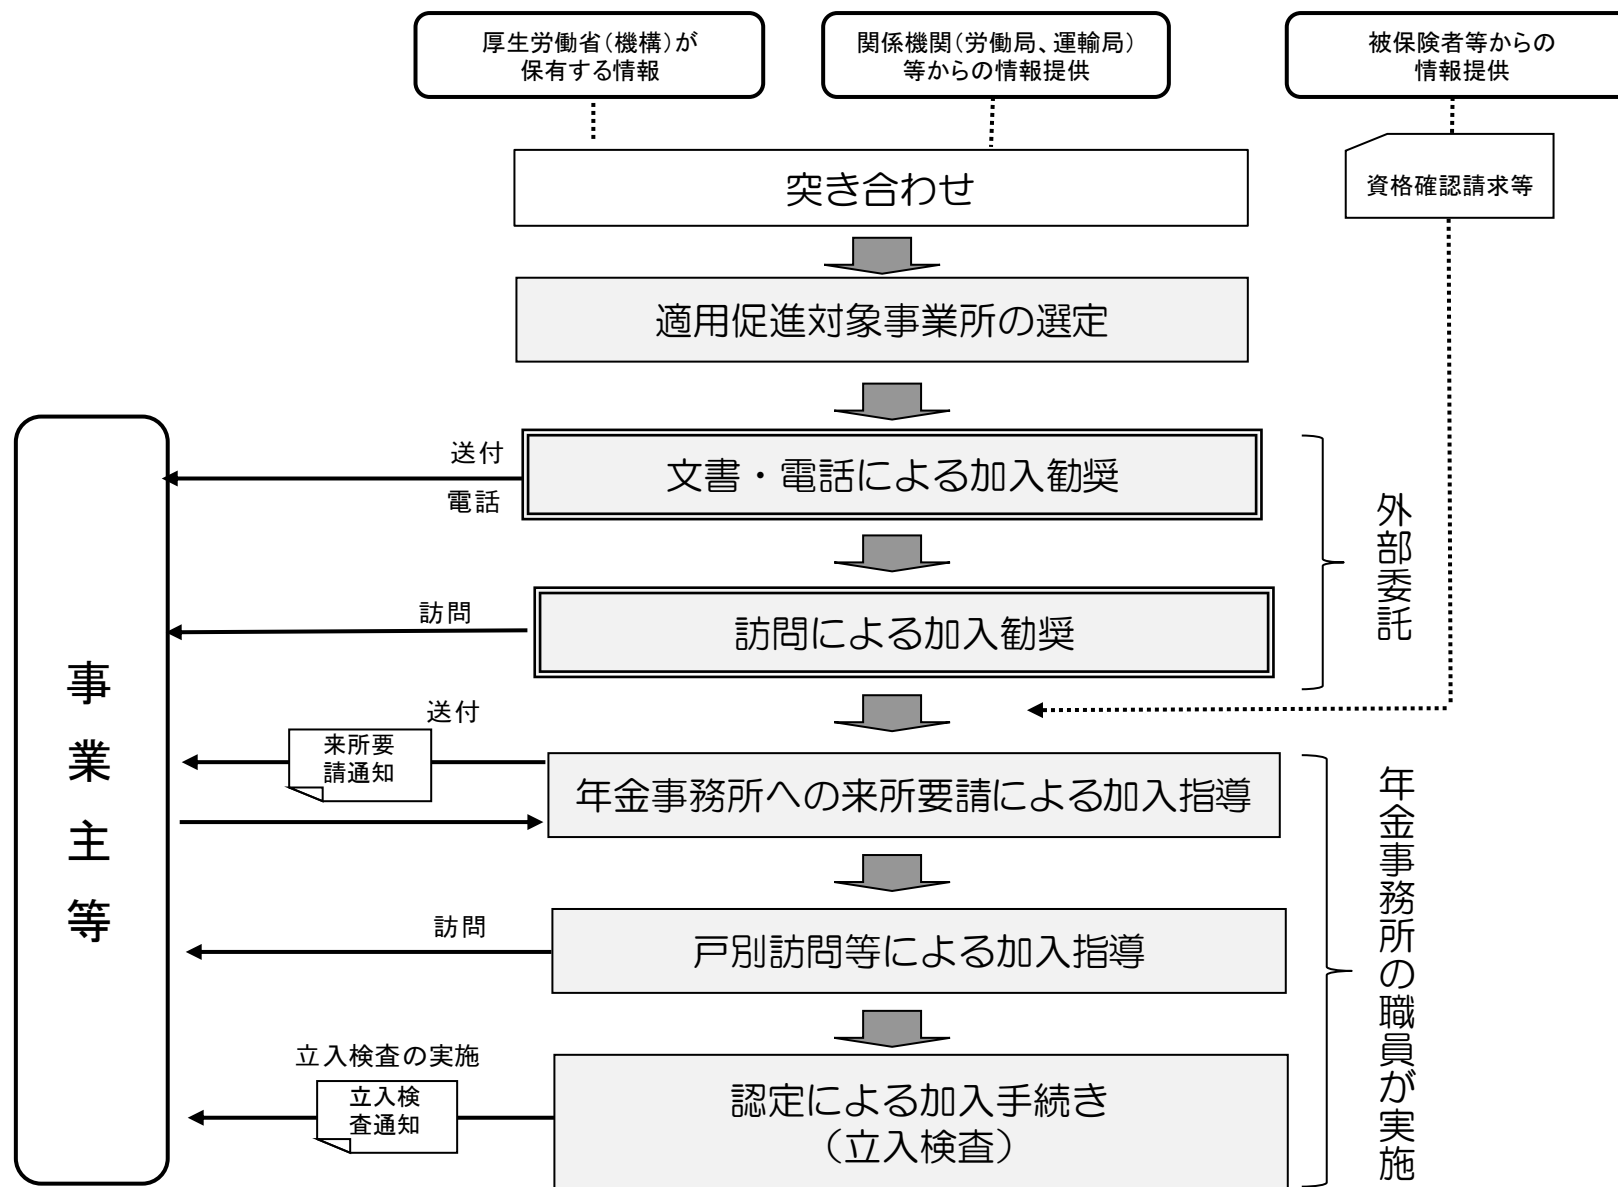 厚生労働省（機構）が
保有する情報
関係機関（労働局、運輸局）
等からの情報提供
被保険者等からの
情報提供
突き合わせ
資格確認請求等
適用促進対象事業所の選定
送付
電話
文書・電話による加入勧奨
訪問
訪問による加入勧奨
外部委託
事業主等
送付
来所要
請通知
年金事務所への来所要請による加入指導
訪問
戸別訪問等による加入指導
年金事務所の職員が実施
立入検査の実施
立入検
査通知
認定による加入手続き
（立入検査）